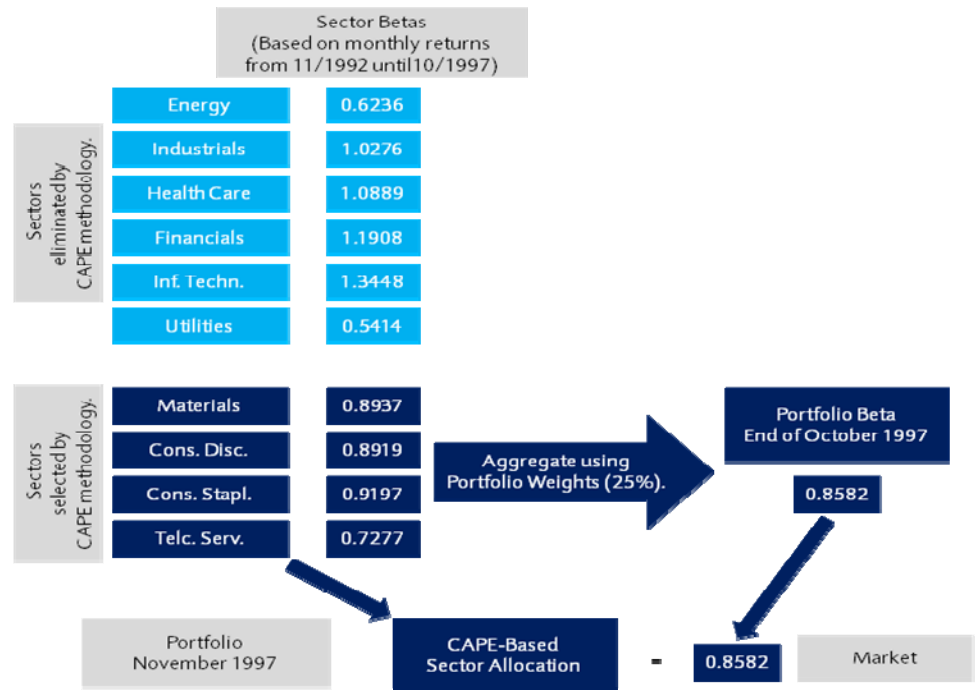 Sector Betas
(Based on monthly returns
from 11/1992 until10/1997)
Sectors
eliminated by
CAPE methodology.
Energy 0.6236
Industrials 1.0276
Health Care 1.0889
Financials 1.1908
Inf. Techn. 1.3448
Utilities 0.5414
Sectors
selected by
CAPE methodology.
Materials 0.8937
Cons. Disc. 0.8919
Cons. Stapl. 0.9197
Telc. Serv. 0.7277
Aggregate using
Portfolio Weights (25%).
Portfolio Beta
End of October 1997
0.8582
Portfolio
November 1997
CAPE-Based
Sector Allocation
- 0.8582 Market